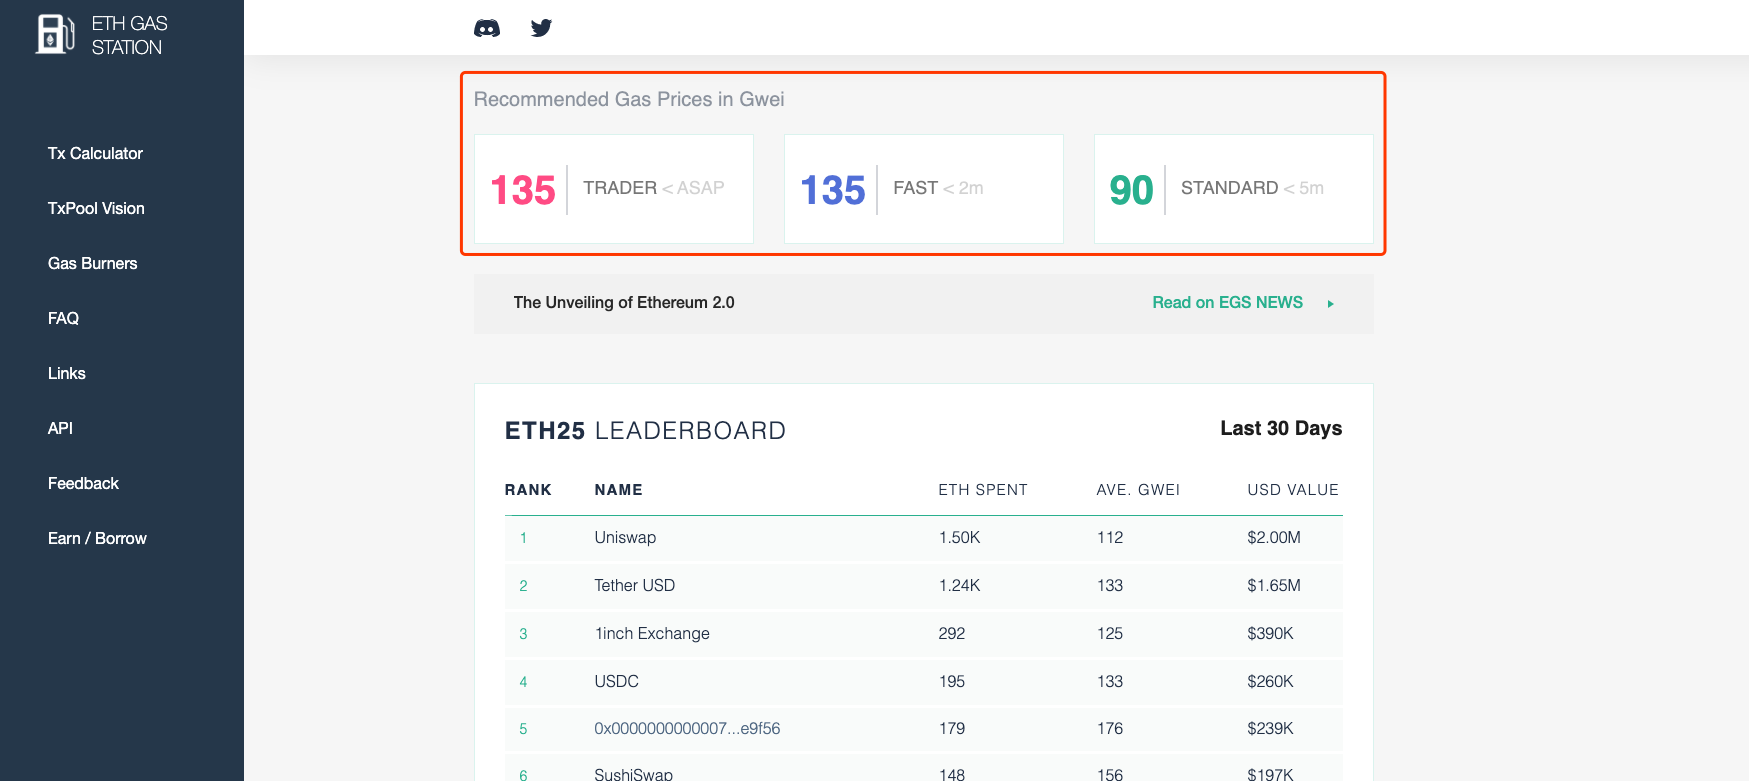 ETH GAS
STATION
Tx Calculator
TxPool Vision
Gas Burners
FAQ
Links
API
Feedback
Earn / Borrow
Recommended Gas Prices in Gwei
135 TRADER < ASAP
135 FAST < 2m
90 STANDARD < 5m
The Unveiling of Ethereum 2.0 Read on EGS NEWS
ETH25 LEADERBOARD Last 30 Days
RANK NAME ETH SPENT AVE. GWEI USD VALUE
1 Uniswap 1.50K 112 $2.00M
2 Tether USD 1.24K 133 $1.65M
3 1inch Exchange 292 125 $390K
4 USDC 195 133 $260K
5 0x0000000000007...e9f56 179 176 $239K
6 SushiSwap 148 156 $197K